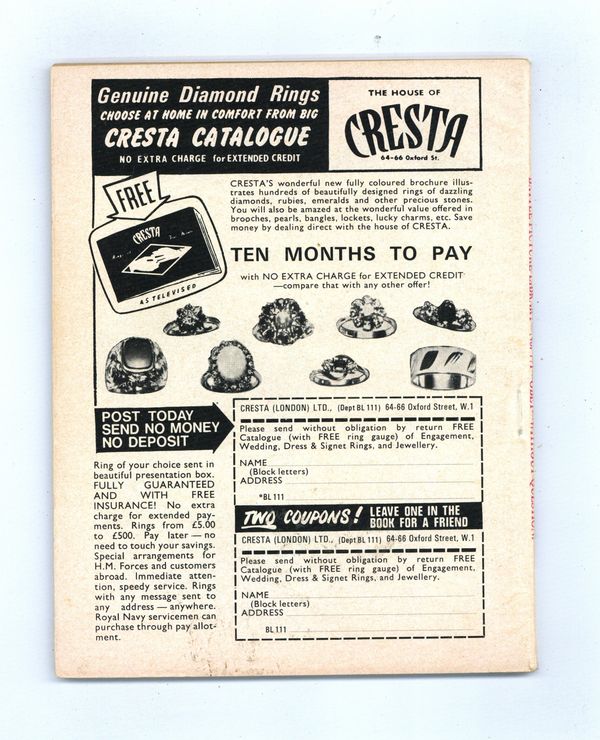 Genuine Diamond Rings
CHOOSE AT HOME IN COMFORT FROM BIG
CRESTA CATALOGUE
NO EXTRA CHARGE for EXTENDED CREDIT
THE HOUSE OF
CRESTA
64-66 Oxford St.
FREE
CRESTA
AS TELEVISED
CRESTA'S wonderful new fully coloured brochure illus-
trates hundreds of beautifully designed rings of dazzling
diamonds, rubies, emeralds and other precious stones.
You will also be amazed at the wonderful value offered in
brooches, pearls, bangles, lockets, lucky charms, etc. Save
money by dealing direct with the house of CRESTA.
TEN MONTHS TO PAY
with NO EXTRA CHARGE for EXTENDED CREDIT
—compare that with any other offer!
POST TODAY
SEND NO MONEY
NO DEPOSIT
Ring of your choice sent in
beautiful presentation box.
FULLY GUARANTEED
AND WITH FREE
INSURANCE! No extra
charge for extended pay-
ments. Rings from £5.00
to £500. Pay later — no
need to touch your savings.
Special arrangements for
H.M. Forces and customers
abroad. Immediate atten-
tion, speedy service. Rings
with any message sent to
any address — anywhere.
Royal Navy servicemen can
purchase through pay allot-
ment.
CRESTA (LONDON) LTD., (Dept BL 111) 64-66 Oxford Street, W.1
Please send without obligation by return FREE
Catalogue (with FREE ring gauge) of Engagement,
Wedding, Dress & Signet Rings, and Jewellery.
NAME
(Block letters)
ADDRESS
*BL 111
TWO COUPONS! LEAVE ONE IN THE
BOOK FOR A FRIEND
CRESTA (LONDON) LTD., (Dept BL 111) 64-66 Oxford Street, W.1
Please send without obligation by return FREE
Catalogue (with FREE ring gauge) of Engagement,
Wedding, Dress & Signet Rings, and Jewellery.
NAME
(Block letters)
ADDRESS
BL 111